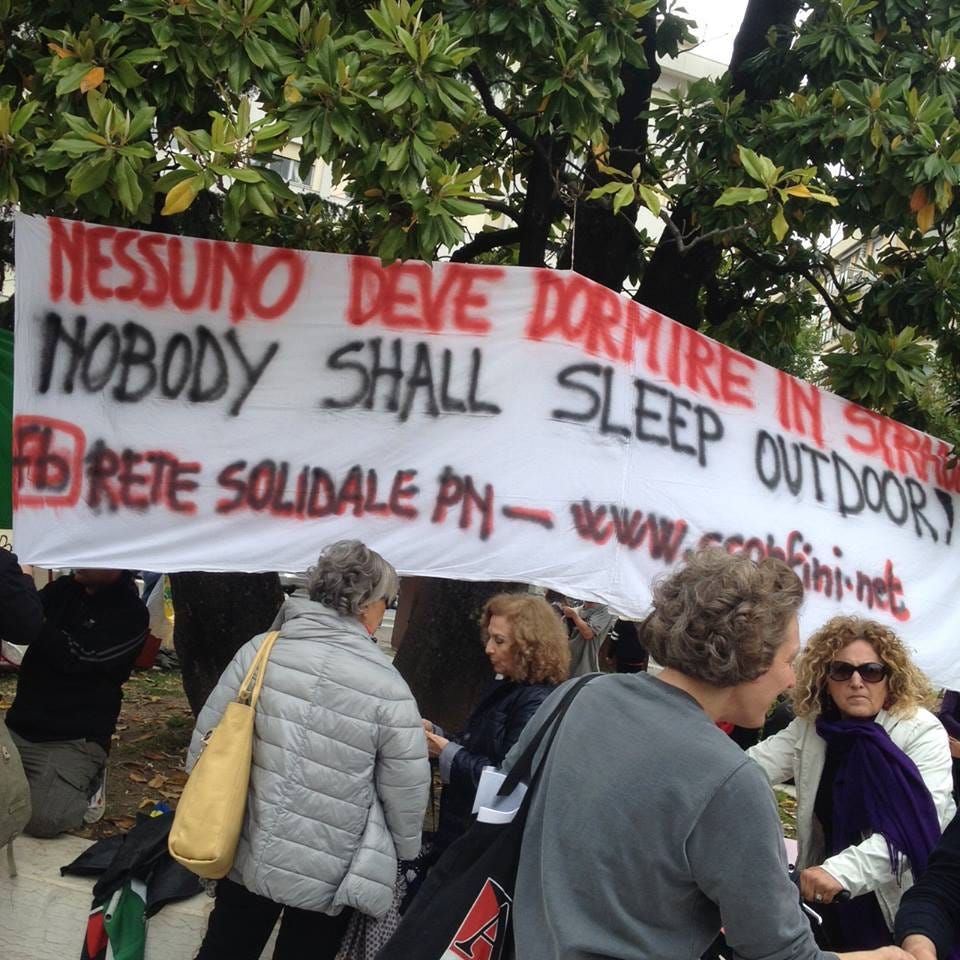 NESSUNO DEVE DORMIRE IN STRADA
NOBODY SHALL SLEEP OUTDOOR!
fb RETE SOLIDALE PN - www.
A